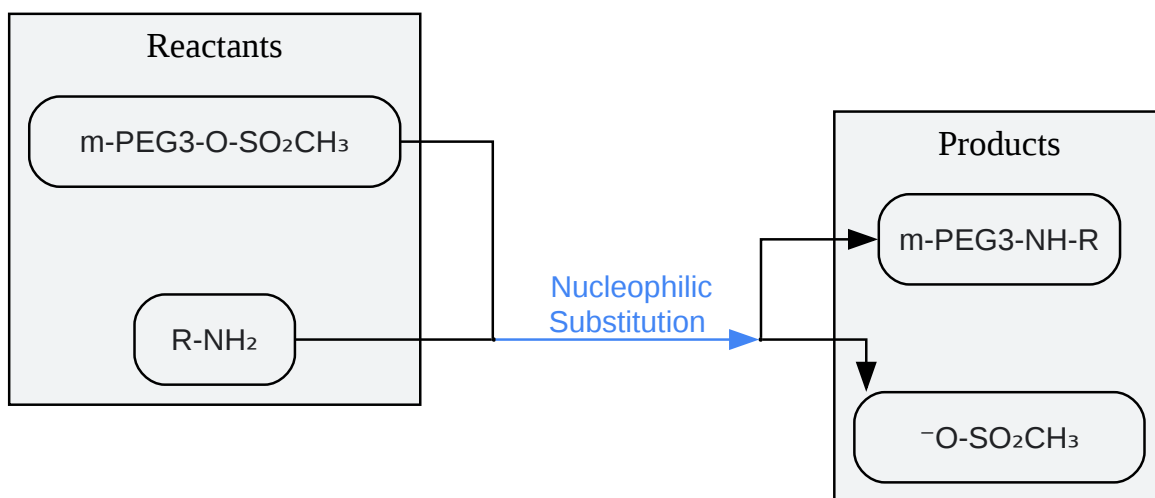 Reactants
m-PEG3-O-SO₂CH₃
R-NH₂
Nucleophilic
Substitution
Products
m-PEG3-NH-R
⁻O-SO₂CH₃